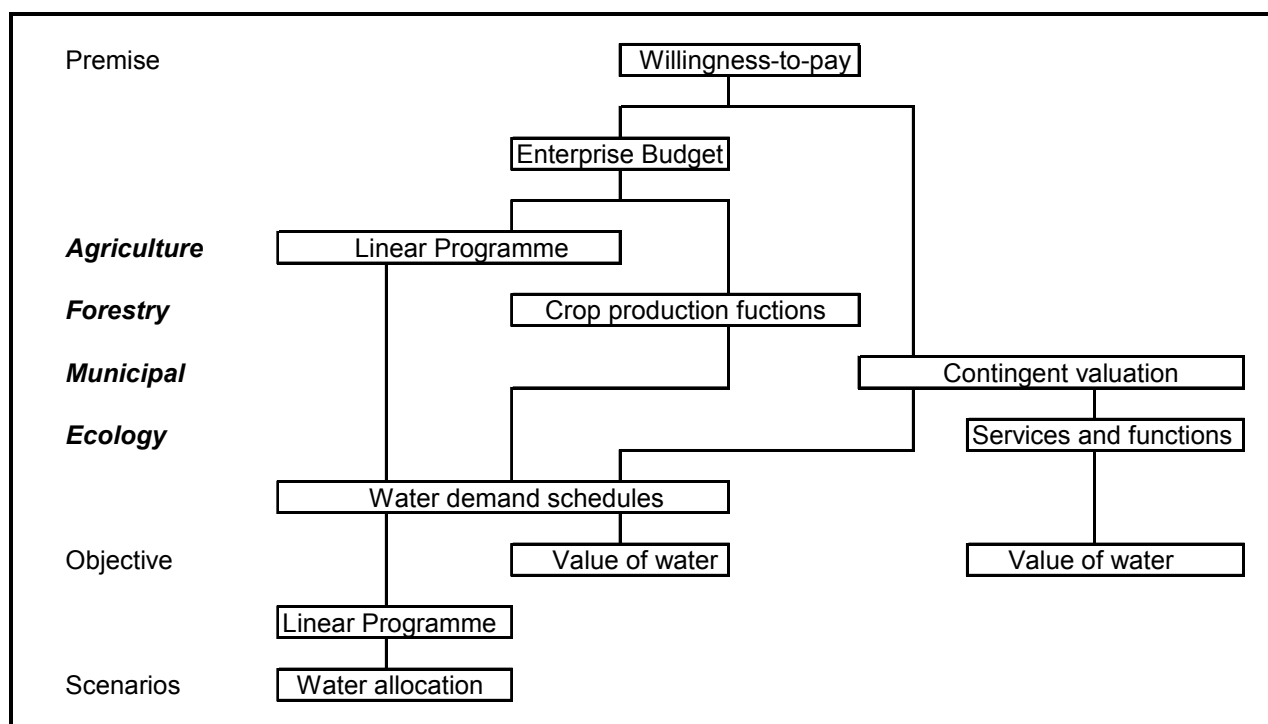 Premise
Willingness-to-pay
Enterprise Budget
Agriculture
Linear Programme
Forestry
Crop production fuctions
Municipal
Contingent valuation
Ecology
Services and functions
Water demand schedules
Objective
Value of water
Value of water
Linear Programme
Scenarios
Water allocation